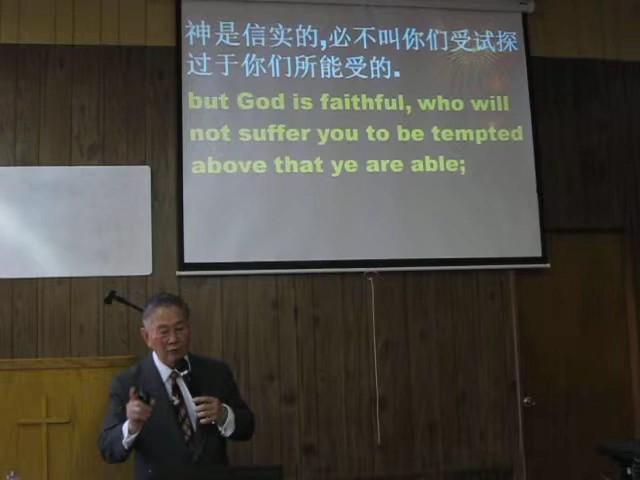 神是信实的,必不叫你们受试探
过于你们所能受的.
but God is faithful, who will
not suffer you to be tempted
above that ye are able;